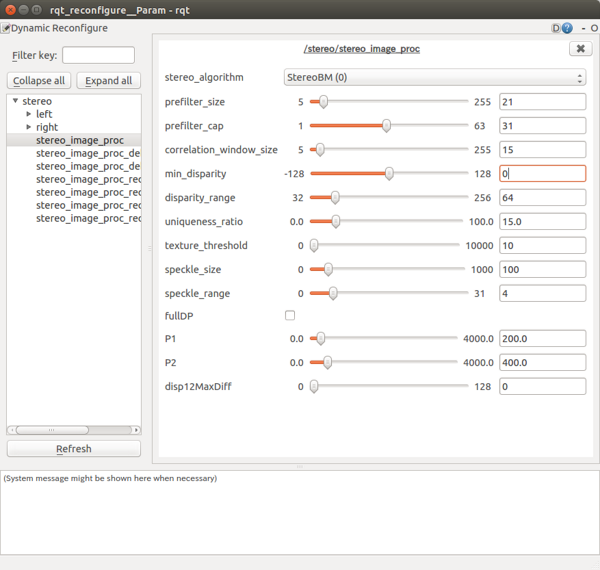 rqt_reconfigure__Param - rqt
Dynamic Reconfigure
D ? - O
Filter key:
Collapse all Expand all
stereo
left
right
stereo_image_proc
stereo_image_proc_de
stereo_image_proc_de
stereo_image_proc_rec
stereo_image_proc_rec
stereo_image_proc_rec
stereo_image_proc_rec
Refresh
/stereo/stereo_image_proc
stereo_algorithm StereoBM (0)
prefilter_size 5 255 21
prefilter_cap 1 63 31
correlation_window_size 5 255 15
min_disparity -128 128 0
disparity_range 32 256 64
uniqueness_ratio 0.0 100.0 15.0
texture_threshold 0 10000 10
speckle_size 0 1000 100
speckle_range 0 31 4
fullDP
P1 0.0 4000.0 200.0
P2 0.0 4000.0 400.0
disp12MaxDiff 0 128 0
(System message might be shown here when necessary)